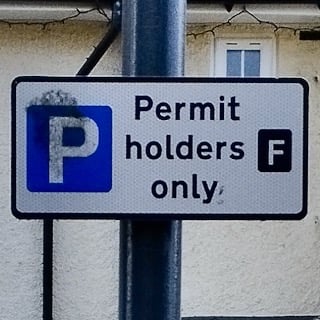 P
Permit
holders F
only